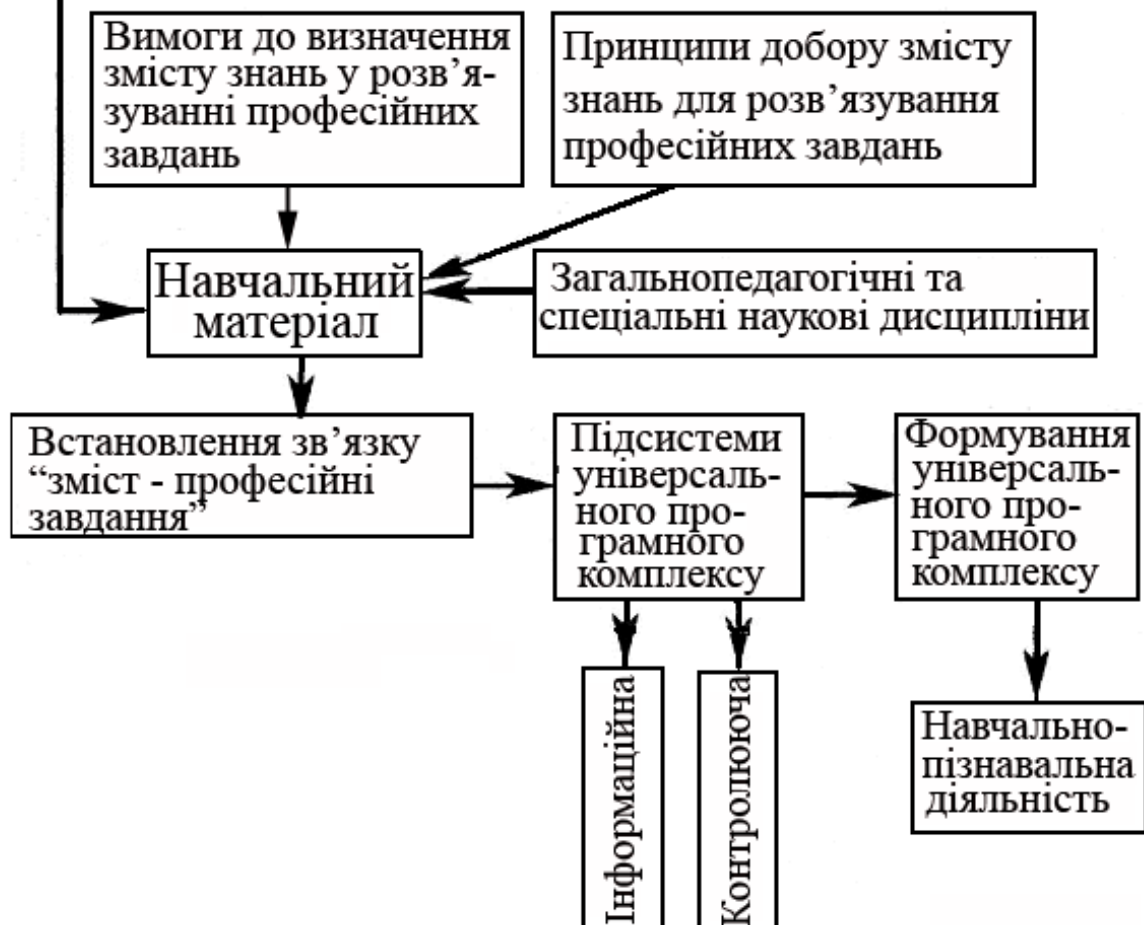 Вимоги до визначення
змісту знань у розв’я-
зуванні професійних
завдань
Принципи добору змісту
знань для розв’язування
професійних завдань
Навчальний
матеріал
Загальнопедагогічні та
спеціальні наукові дисципліни
Встановлення зв’язку
“зміст - професійні
завдання”
Підсистеми
універсаль-
ного про-
грамного
комплексу
Формування
універсаль-
ного про-
грамного
комплексу
Інформаційна
Контролююча
Навчально-
пізнавальна
діяльність